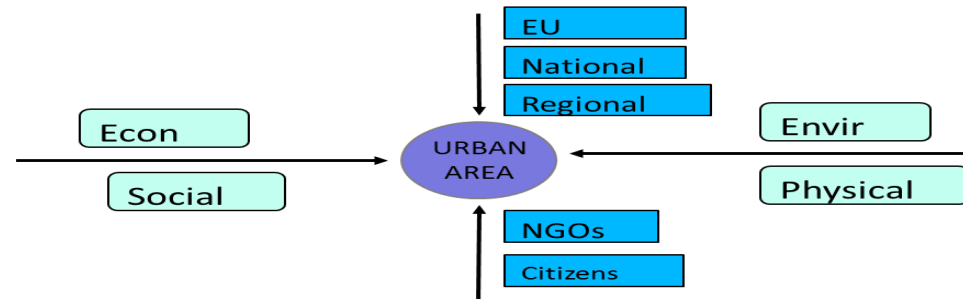 EU
National
Regional
Econ
Social
URBAN
AREA
Envir
Physical
NGOs
Citizens